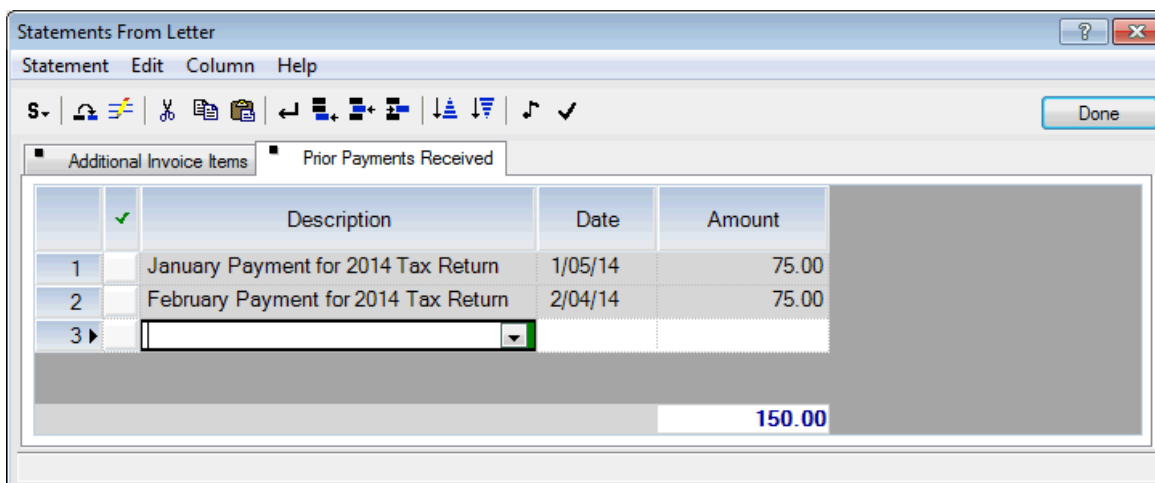 Statements From Letter
Statement Edit Column Help
S
Done
Additional Invoice Items Prior Payments Received
Description Date Amount
1 January Payment for 2014 Tax Return 1/05/14 75.00
2 February Payment for 2014 Tax Return 2/04/14 75.00
3
150.00